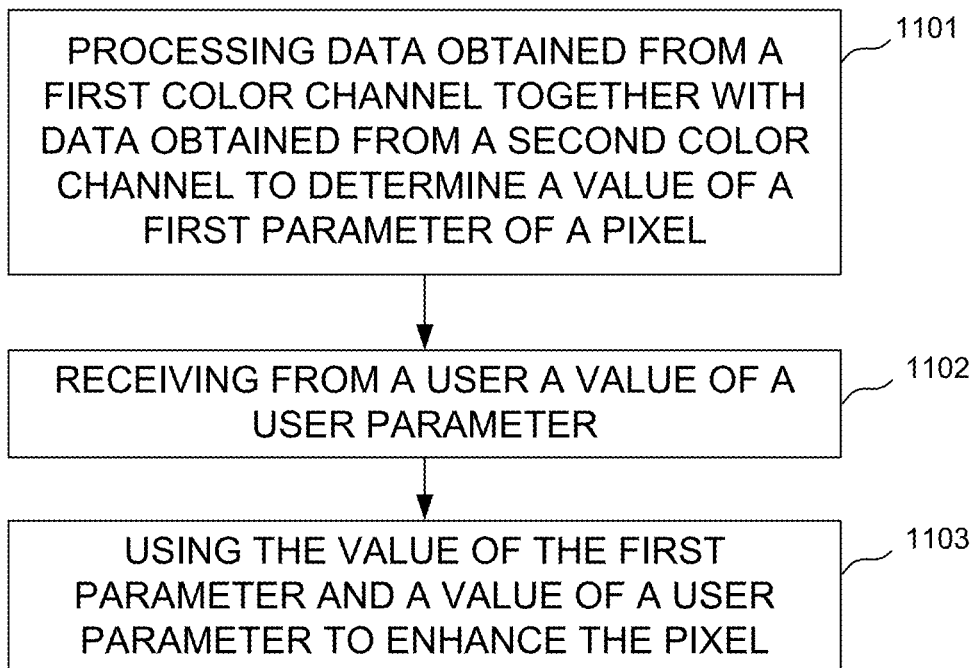 PROCESSING DATA OBTAINED FROM A
FIRST COLOR CHANNEL TOGETHER WITH
DATA OBTAINED FROM A SECOND COLOR
CHANNEL TO DETERMINE A VALUE OF A
FIRST PARAMETER OF A PIXEL
1101
RECEIVING FROM A USER A VALUE OF A
USER PARAMETER
1102
USING THE VALUE OF THE FIRST
PARAMETER AND A VALUE OF A USER
PARAMETER TO ENHANCE THE PIXEL
1103